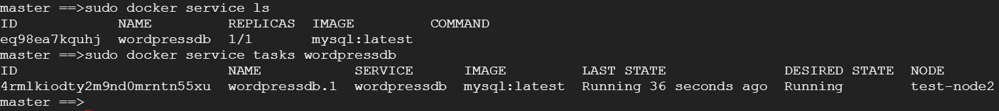 master ==>sudo docker service ls
ID NAME REPLICAS IMAGE COMMAND
eq98ea7kquhj wordpressdb 1/1 mysql:latest
master ==>sudo docker service tasks wordpressdb
ID NAME SERVICE IMAGE LAST STATE DESIRED STATE NODE
4rmlkiodty2m9nd0mrntn55xu wordpressdb.1 wordpressdb mysql:latest Running 36 seconds ago Running test-node2
master ==>